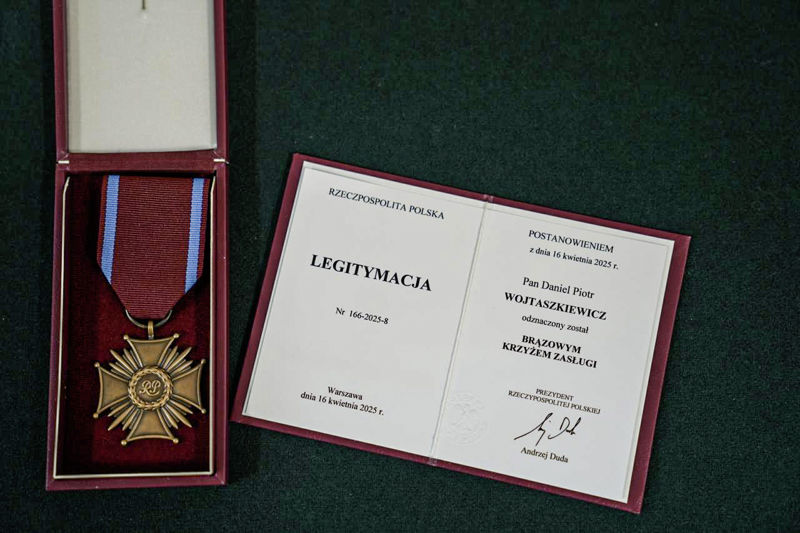 RP
RZECZPOSPOLITA POLSKA
LEGITYMACJA
Nr 166-2025-8
Warszawa
dnia 16 kwietnia 2025 r.
POSTANOWIENIEM
z dnia 16 kwietnia 2025 r.
Pan Daniel Piotr
WOJTASZKIEWICZ
odznaczony został
BRĄZOWYM
KRZYŻEM ZASŁUGI
PREZYDENT
RZECZYPOSPOLITEJ POLSKIEJ
Andrzej Duda